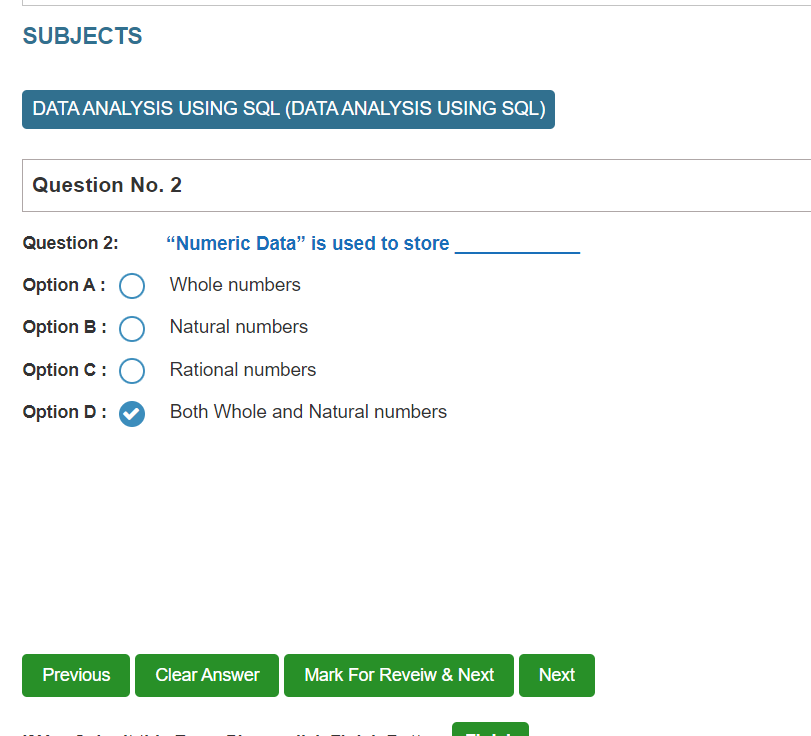 SUBJECTS
DATA ANALYSIS USING SQL (DATA ANALYSIS USING SQL)
Question No. 2
Question 2: “Numeric Data” is used to store ____________
Option A : Whole numbers
Option B : Natural numbers
Option C : Rational numbers
Option D : Both Whole and Natural numbers
Previous Clear Answer Mark For Reveiw & Next Next